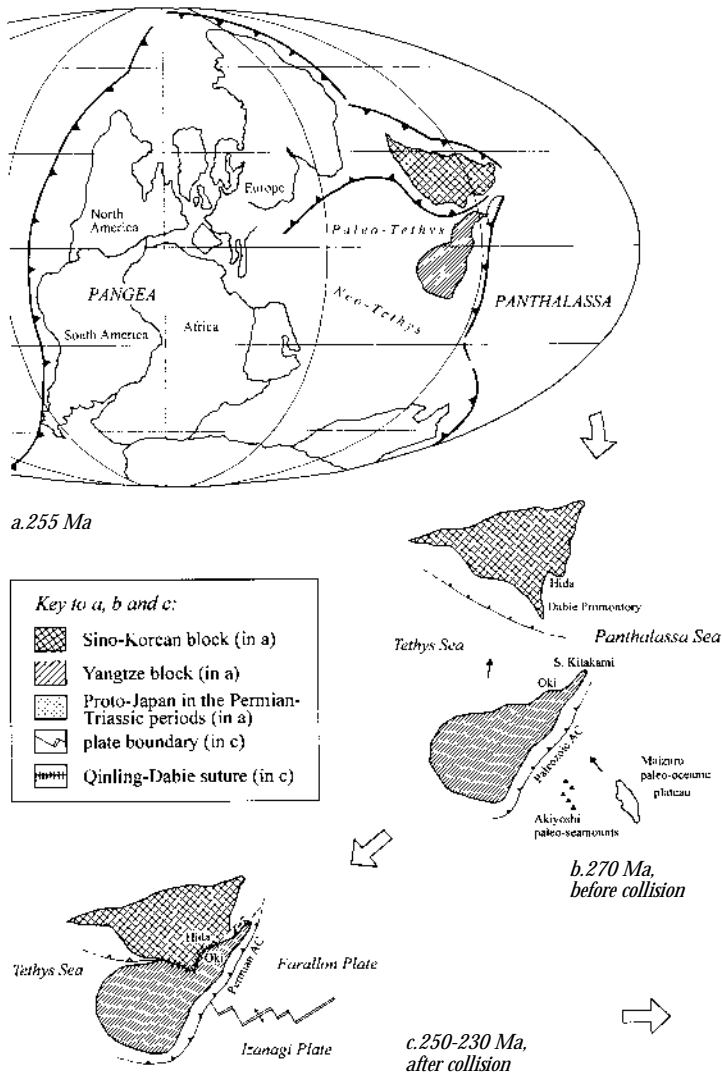 North
America
Europe
Paleo-Tethys
PANGEA
Neo-Tethys
PANTHALASSA
South America
Africa
a.255 Ma
Key to a, b and c:
Sino-Korean block (in a)
Yangtze block (in a)
Proto-Japan in the Permian-
Triassic periods (in a)
plate boundary (in c)
Qinling-Dabie suture (in c)
Hida
Dabie Promontory
Panthalassa Sea
Tethys Sea
S. Kitakami
Oki
Paleozoic AC
Maizuru
paleo-oceanic
plateau
Akiyoshi
paleo-seamounts
b.270 Ma,
before collision
Hida
Oki
Tethys Sea
Permian AC
Farallon Plate
Izanagi Plate
c.250-230 Ma,
after collision